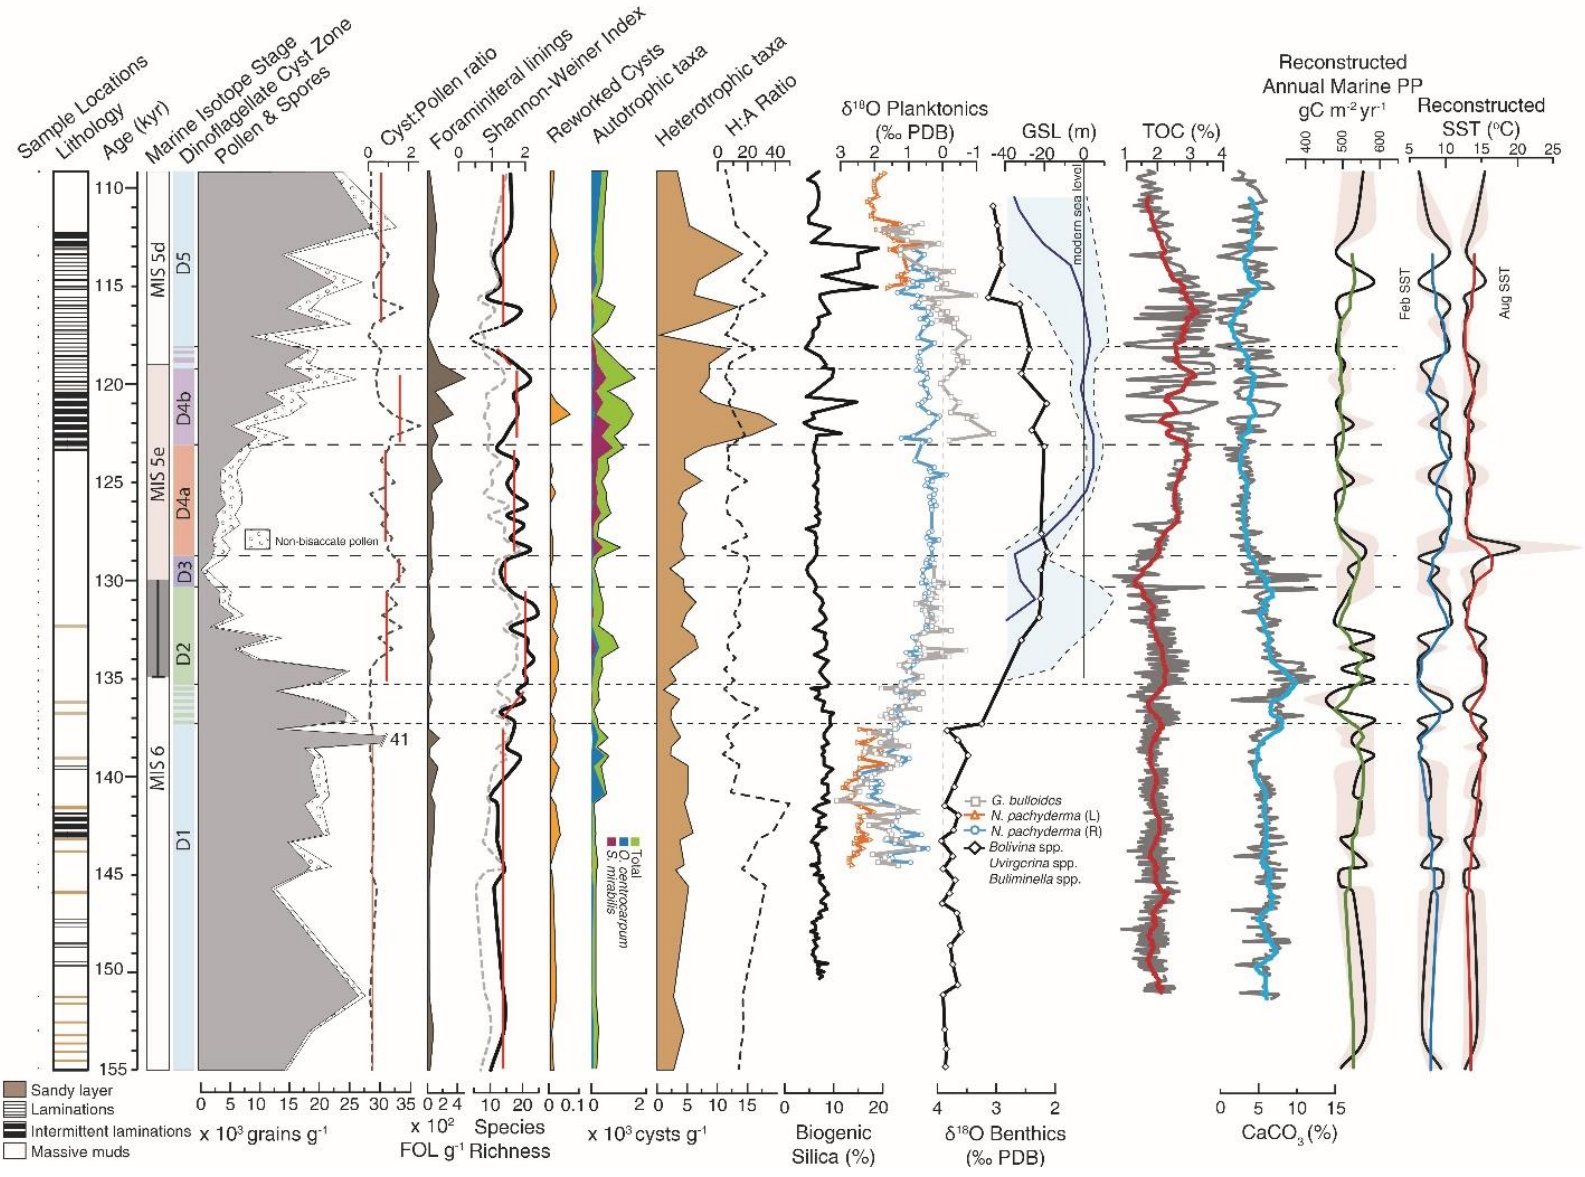 Sample Locations
Lithology
Age (kyr)
Marine Isotope Stage
Dinoflagellate Cyst Zone
Pollen & Spores
Cyst:Pollen ratio
Foraminiferal linings
Shannon-Weiner Index
Reworked Cysts
Autotrophic taxa
Heterotrophic taxa
H:A Ratio
δ¹⁸O Planktonics
(‰ PDB)
GSL (m)
TOC (%)
Reconstructed
Annual Marine PP
gC m⁻² yr⁻¹
Reconstructed
SST (ºC)
0 2
0 1 2
0 20 40
3 2 1 0 -1
-40 -20 0
1 2 3 4
400 500 600
5 10 15 20 25
110
115
120
125
130
135
140
145
150
155
MIS 5d
MIS 5e
MIS 6
D5
D4b
D4a
D3
D2
D1
Non-bisaccate pollen
41
modern sea level
Feb SST
Aug SST
Total
O. centrocarpum
S. mirabilis
G. bulloidos
N. pachyderma (L)
N. pachyderma (R)
Bolivina spp.
Uvirgerina spp.
Buliminella spp.
Sandy layer
Laminations
Intermittent laminations
Massive muds
0 5 10 15 20 25 30 35
x 10³ grains g⁻¹
0 2 4
x 10²
FOL g⁻¹
10 20
Species
Richness
0 0.1
0 2
0 5 10 15
x 10³ cysts g⁻¹
0 10 20
Biogenic
Silica (%)
4 3 2
δ¹⁸O Benthics
(‰ PDB)
0 5 10 15
CaCO₃ (%)